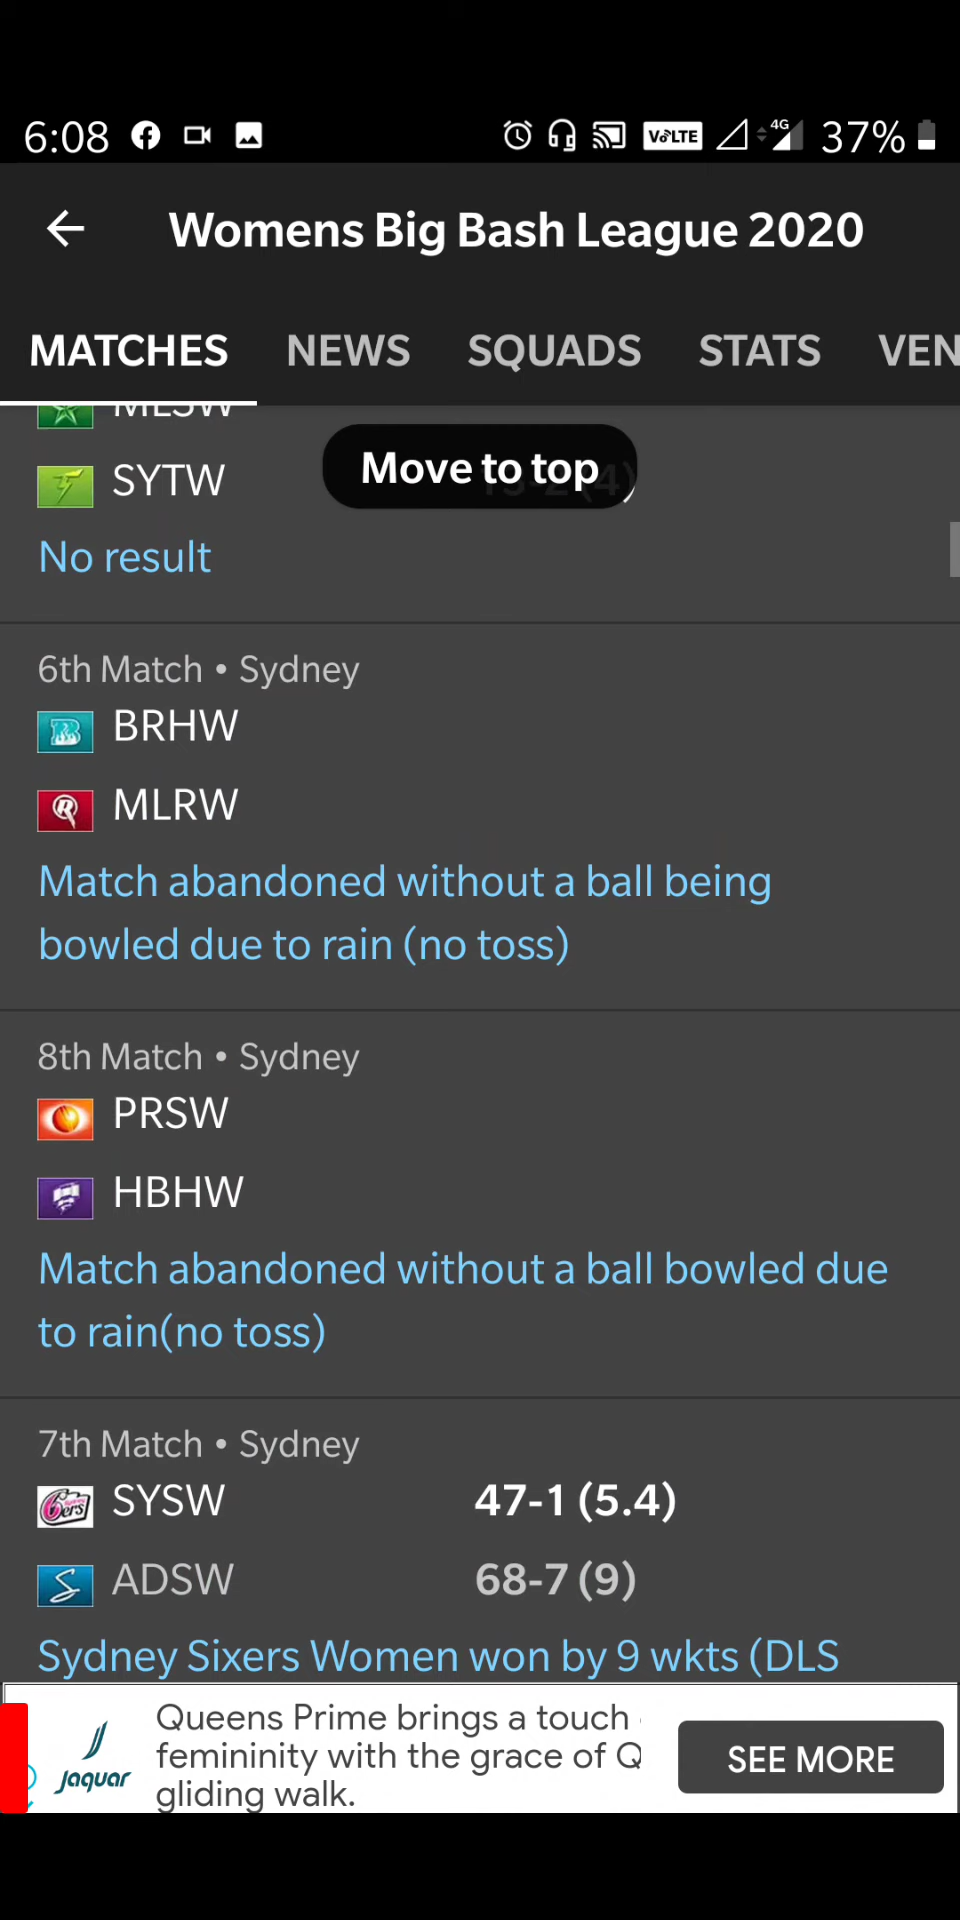 6:08 VoLTE 4G 37%
Womens Big Bash League 2020
MATCHES NEWS SQUADS STATS VEN
MLSW
Move to top
SYTW
No result
6th Match • Sydney
BRHW
MLRW
Match abandoned without a ball being
bowled due to rain (no toss)
8th Match • Sydney
PRSW
HBHW
Match abandoned without a ball bowled due
to rain(no toss)
7th Match • Sydney
SYSW 47-1 (5.4)
ADSW 68-7 (9)
Sydney Sixers Women won by 9 wkts (DLS
Queens Prime brings a touch
femininity with the grace of Q
gliding walk.
Jaquar
SEE MORE